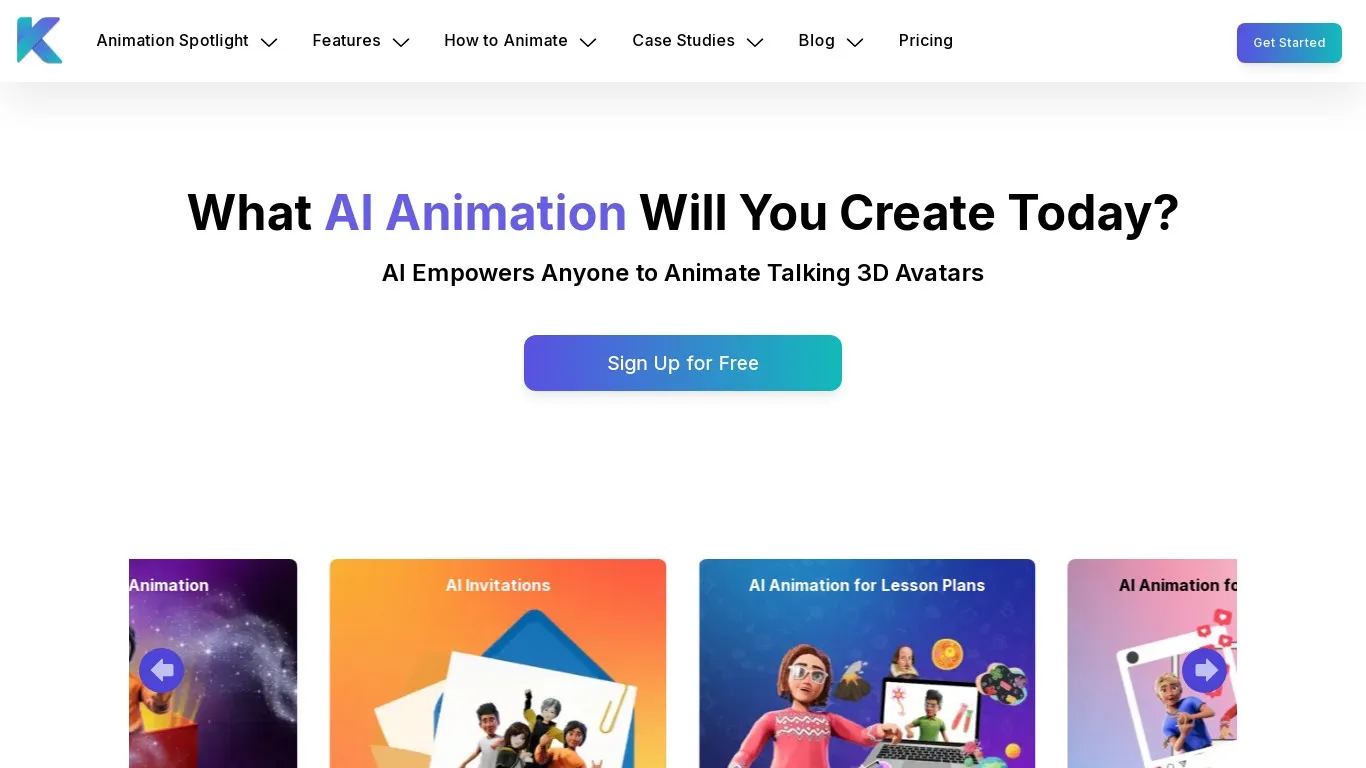 Animation Spotlight
Features
How to Animate
Case Studies
Blog
Pricing
Get Started
What AI Animation Will You Create Today?
AI Empowers Anyone to Animate Talking 3D Avatars
Sign Up for Free
Animation
AI Invitations
AI Animation for Lesson Plans
AI Animation fo